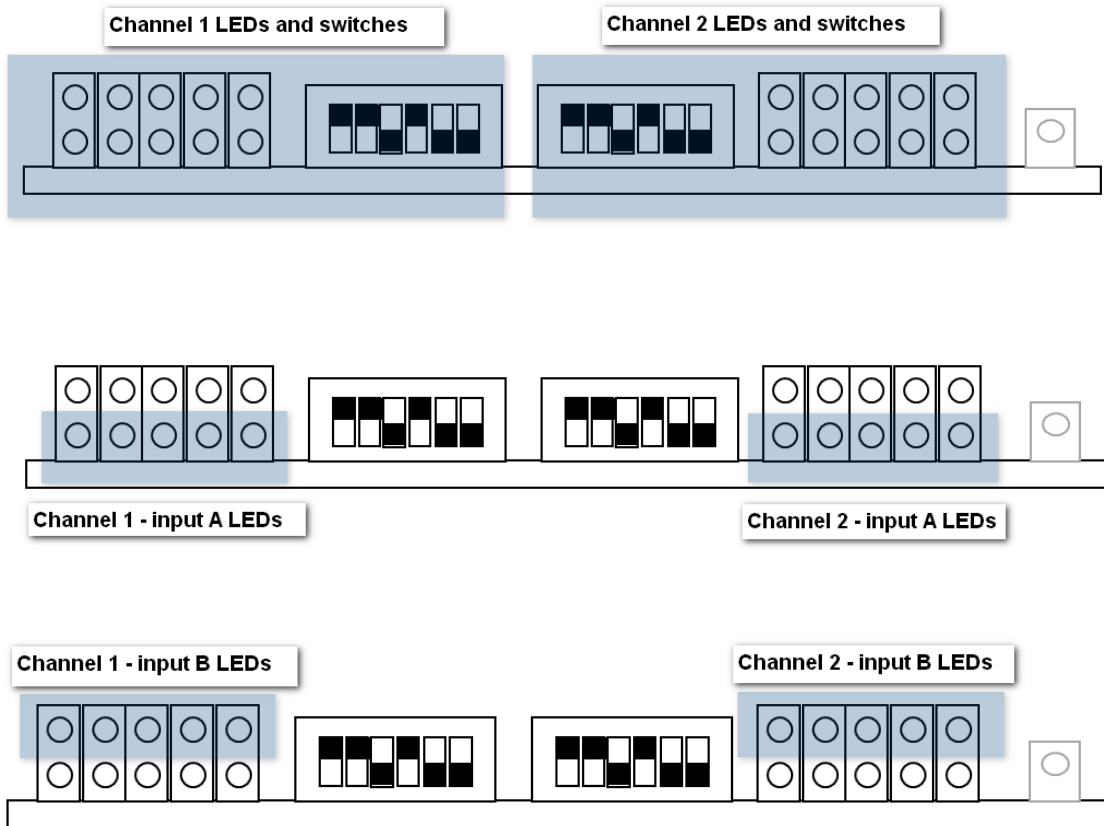 Channel 1 LEDs and switches
Channel 2 LEDs and switches
Channel 1 - input A LEDs
Channel 2 - input A LEDs
Channel 1 - input B LEDs
Channel 2 - input B LEDs